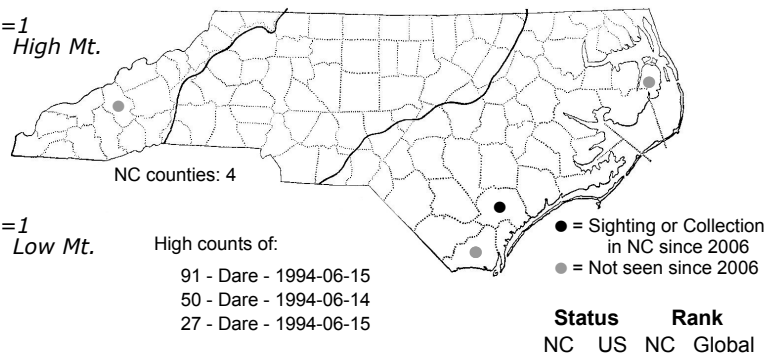 =1
High Mt.
NC counties: 4
=1
Low Mt.
High counts of:
91 - Dare - 1994-06-15
50 - Dare - 1994-06-14
27 - Dare - 1994-06-15
= Sighting or Collection
in NC since 2006
= Not seen since 2006
Status Rank
NC US NC Global